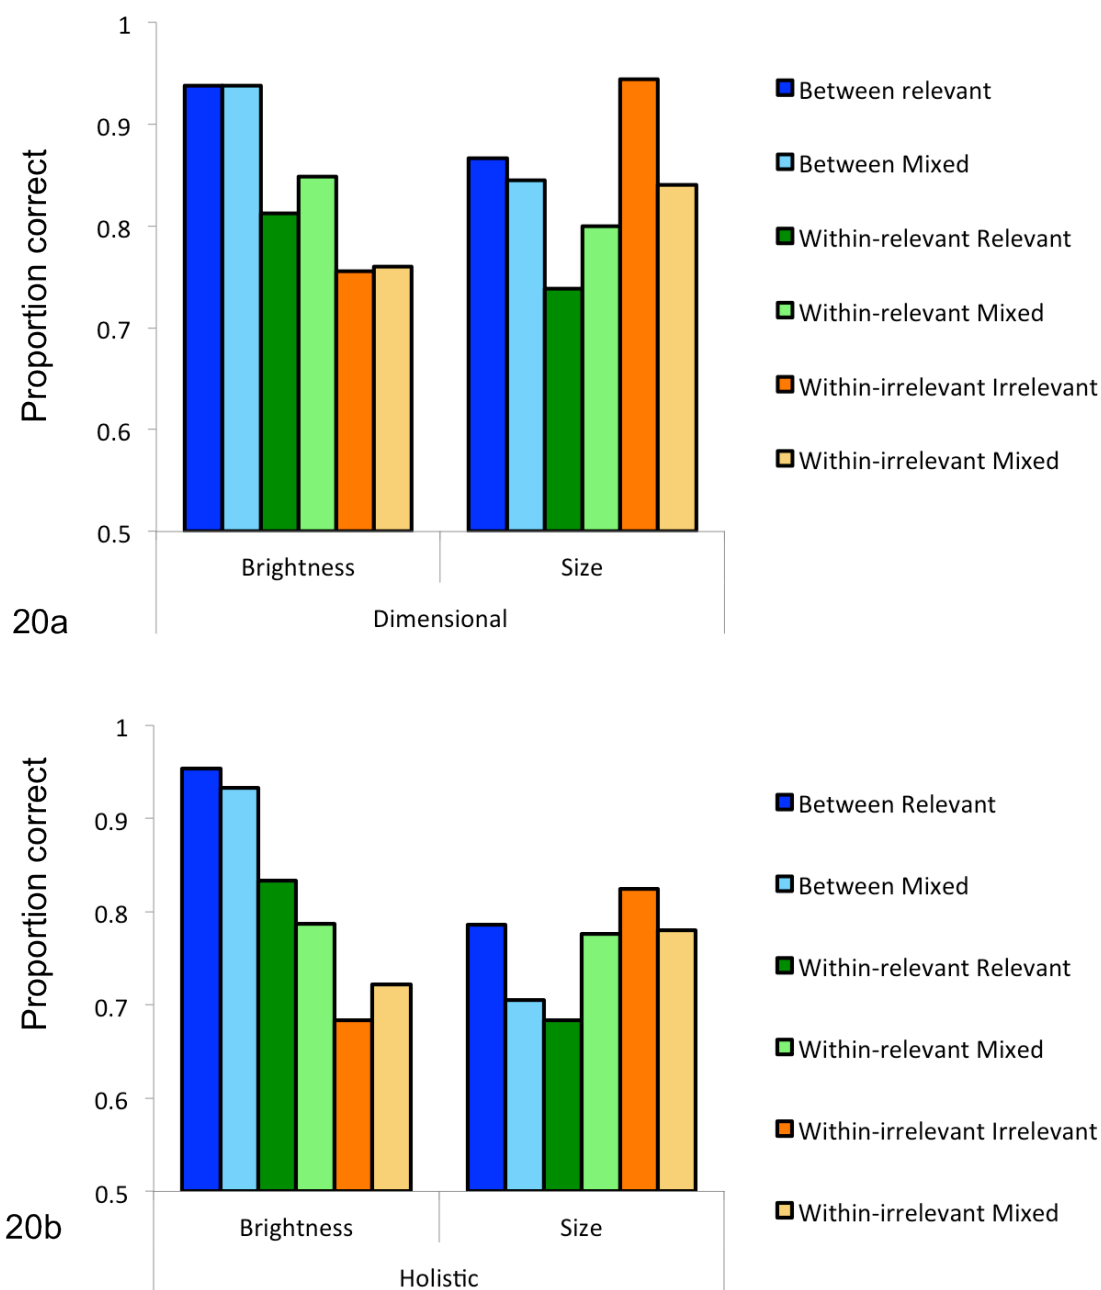 1
0.9
0.8
0.7
0.6
0.5
Proportion correct
Brightness
Size
Dimensional
20a
Between relevant
Between Mixed
Within-relevant Relevant
Within-relevant Mixed
Within-irrelevant Irrelevant
Within-irrelevant Mixed
1
0.9
0.8
0.7
0.6
0.5
Proportion correct
Brightness
Size
Holistic
20b
Between Relevant
Between Mixed
Within-relevant Relevant
Within-relevant Mixed
Within-irrelevant Irrelevant
Within-irrelevant Mixed